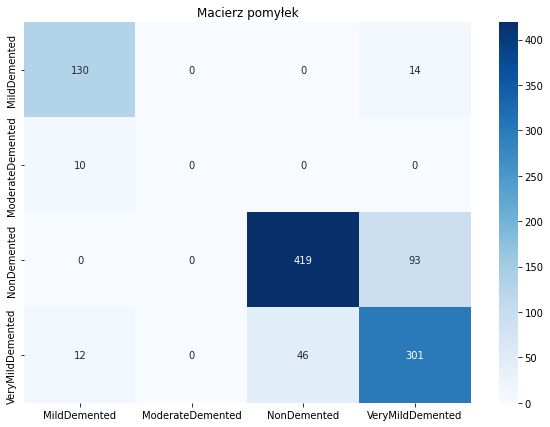 Macierz pomyłek
MildDemented
130 0 0 14
ModerateDemented
10 0 0 0
NonDemented
0 0 419 93
VeryMildDemented
12 0 46 301
MildDemented ModerateDemented NonDemented VeryMildDemented
400
350
300
250
200
150
100
50
0